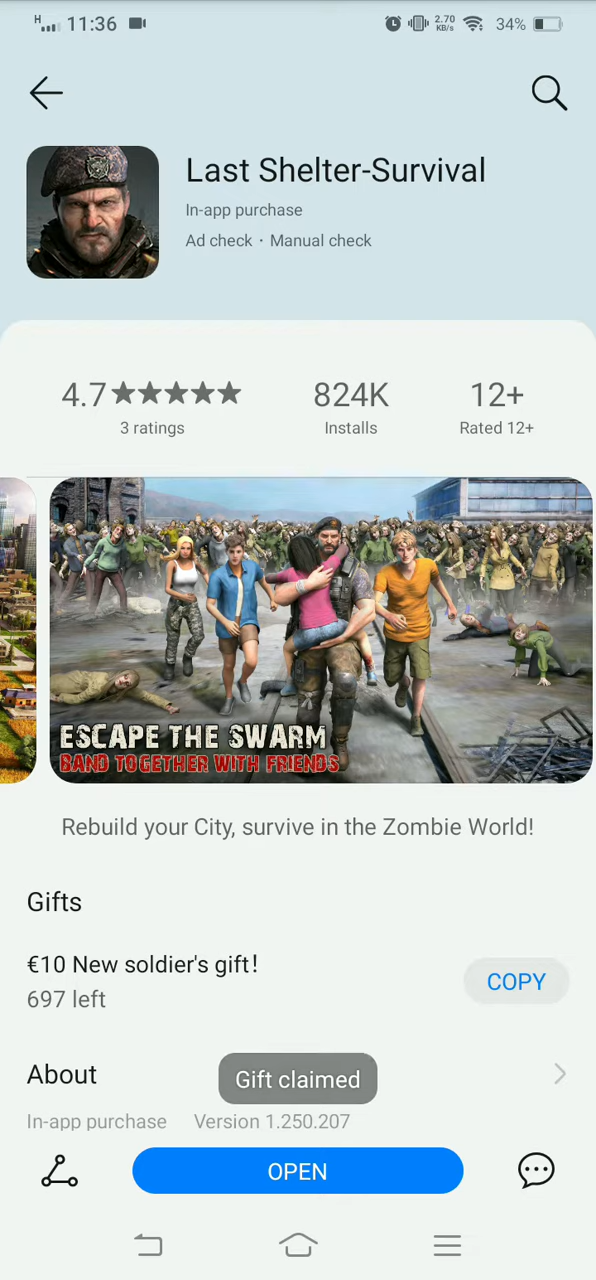 H 11:36 2.70 KB/s 34%
Last Shelter-Survival
In-app purchase
Ad check · Manual check
4.7★★★★★ 824K 12+
3 ratings Installs Rated 12+
ESCAPE THE SWARM
BAND TOGETHER WITH FRIENDS
Rebuild your City, survive in the Zombie World!
Gifts
€10 New soldier's gift!
697 left
COPY
About
Gift claimed
In-app purchase Version 1.250.207
OPEN